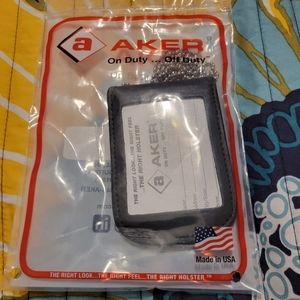 a AKER
On Duty ... Off Duty
THE RIGHT LOOK...THE RIGHT FEEL
...THE RIGHT HOLSTER
a AKER
Made in USA
THE RIGHT LOOK...THE RIGHT FEEL...THE RIGHT HOLSTER